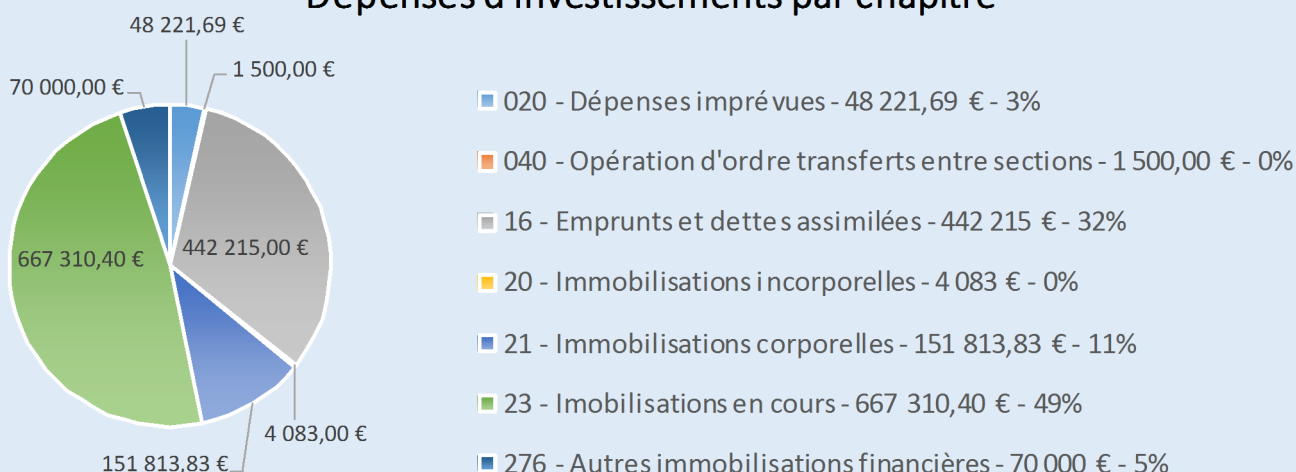 Dépenses d'investissements par chapitre
48 221,69 €
1 500,00 €
70 000,00 €
442 215,00 €
667 310,40 €
4 083,00 €
151 813,83 €
020 - Dépenses imprévues - 48 221,69 € - 3%
040 - Opération d'ordre transferts entre sections - 1 500,00 € - 0%
16 - Emprunts et dettes assimilées - 442 215 € - 32%
20 - Immobilisations incorporelles - 4 083 € - 0%
21 - Immobilisations corporelles - 151 813,83 € - 11%
23 - Imobilisations en cours - 667 310,40 € - 49%
276 - Autres immobilisations financières - 70 000 € - 5%